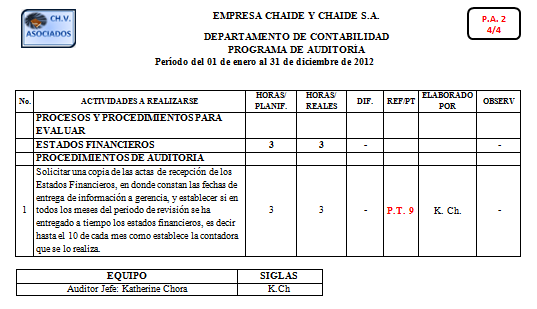 CH.V.
ASOCIADOS
EMPRESA CHAIDE Y CHAIDE S.A.
P.A. 2
4/4
DEPARTAMENTO DE CONTABILIDAD
PROGRAMA DE AUDITORÍA
Período del 01 de enero al 31 de diciembre de 2012
No. ACTIVIDADES A REALIZARSE HORAS/ PLANIF. HORAS/ REALES DIF. REF/PT ELABORADO POR OBSERV
PROCESOS Y PROCEDIMIENTOS PARA
EVALUAR
ESTADOS FINANCIEROS 3 3 - -
PROCEDIMIENTOS DE AUDITORIA
1 Solicitar una copia de las actas de recepción de los
Estados Financieros, en donde constan las fechas de
entrega de información a gerencia, y establecer si en
todos los meses del periodo de revisión se ha
entregado a tiempo los estados financieros, es decir
hasta el 10 de cada mes como establece la contadora
que se lo realiza.
3 3 - P.T. 9 K. Ch. -
EQUIPO SIGLAS
Auditor Jefe: Katherine Chora K.Ch